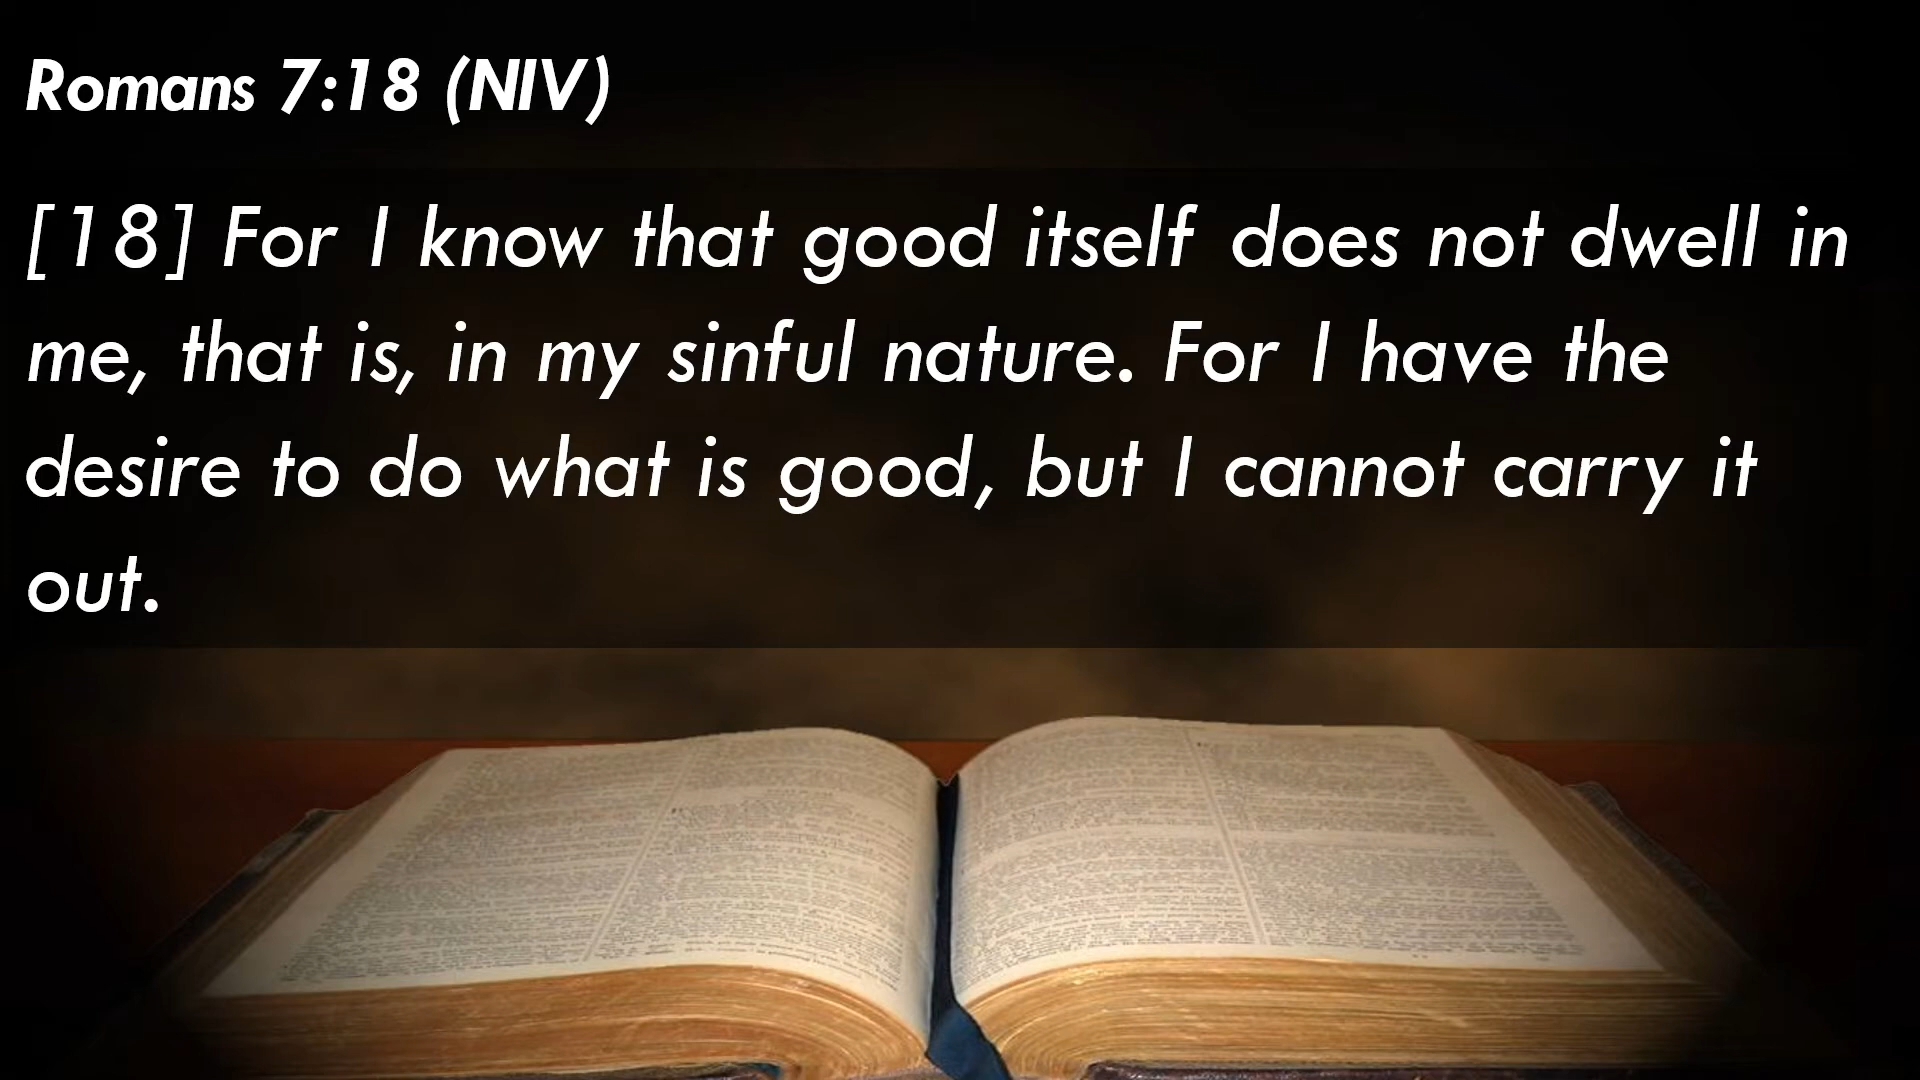 Romans 7:18 (NIV)
[18] For I know that good itself does not dwell in
me, that is, in my sinful nature. For I have the
desire to do what is good, but I cannot carry it
out.